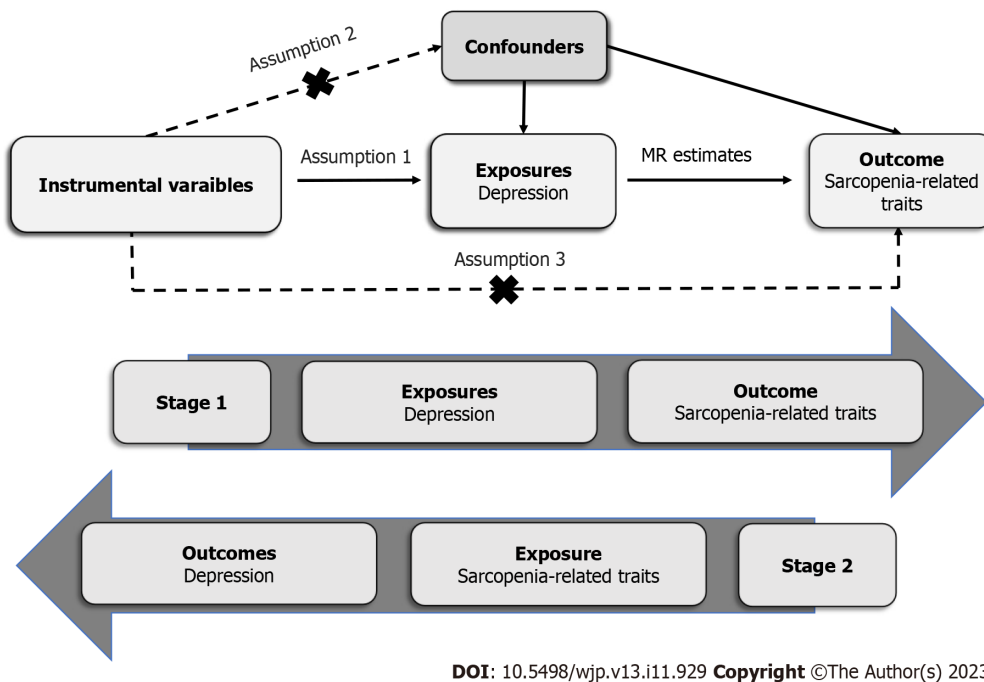 Assumption 2
Confounders
Instrumental varaibles
Assumption 1
Exposures
Depression
MR estimates
Outcome
Sarcopenia-related
traits
Assumption 3
Stage 1
Exposures
Depression
Outcome
Sarcopenia-related traits
Outcomes
Depression
Exposure
Sarcopenia-related traits
Stage 2
DOI: 10.5498/wjp.v13.i11.929 Copyright ©The Author(s) 2023